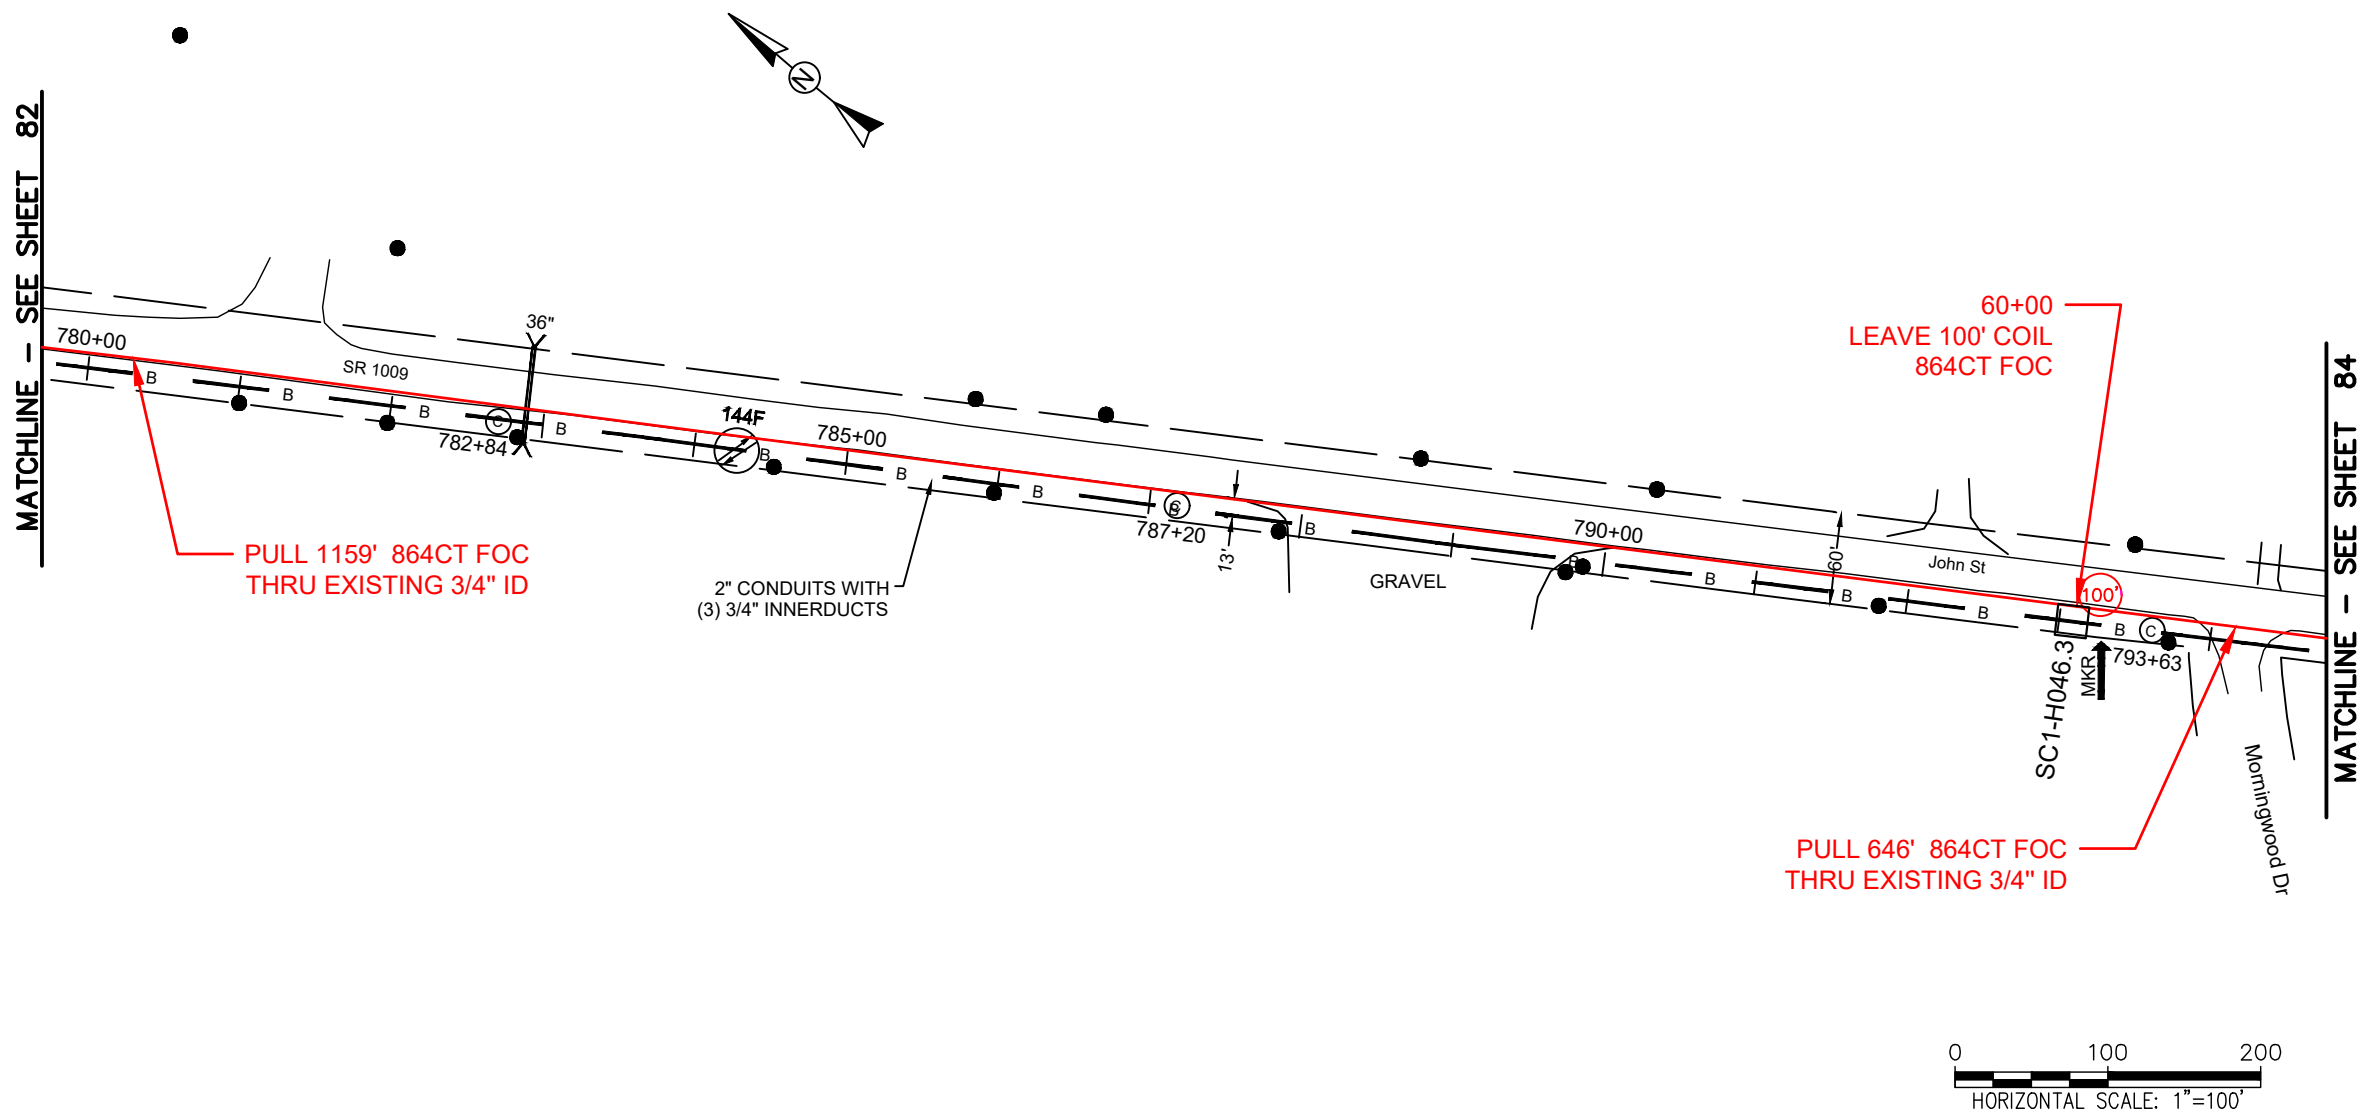 MATCHLINE – SEE SHEET 82
N
780+00
SR 1009
36"
B
B
B
C
B
782+84
144F
B
785+00
B
B
C
B
787+20
13'
B
GRAVEL
790+00
B
B
60'
B
John St
B
60+00
LEAVE 100' COIL
864CT FOC
100'
B
C
793+63
MKR
SC1-H046.3
PULL 1159' 864CT FOC
THRU EXISTING 3/4" ID
2" CONDUITS WITH
(3) 3/4" INNERDUCTS
PULL 646' 864CT FOC
THRU EXISTING 3/4" ID
Morningwood Dr
MATCHLINE – SEE SHEET 84
0 100 200
HORIZONTAL SCALE: 1"=100'